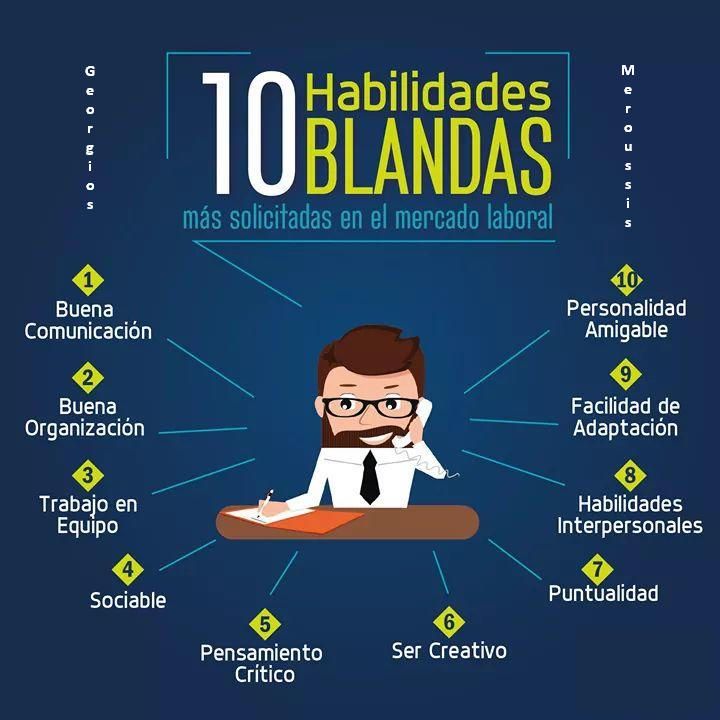 Georgios
Meroussis
10 Habilidades
BLANDAS
más solicitadas en el mercado laboral
1
Buena
Comunicación
2
Buena
Organización
3
Trabajo en
Equipo
4
Sociable
5
Pensamiento
Crítico
6
Ser Creativo
7
Puntualidad
8
Habilidades
Interpersonales
9
Facilidad de
Adaptación
10
Personalidad
Amigable